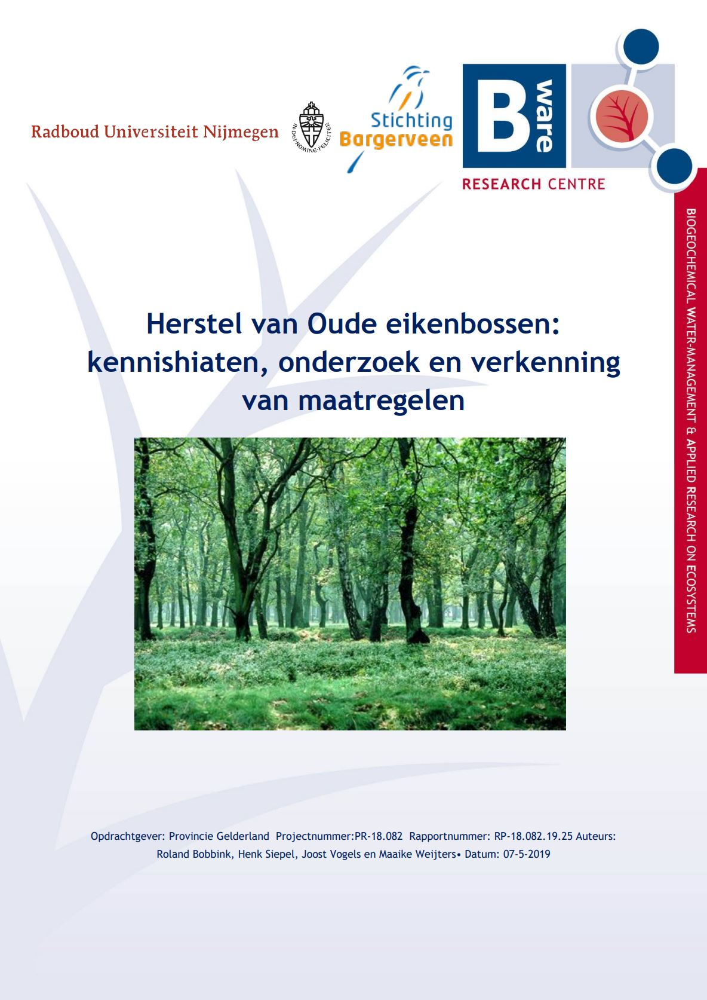 Radboud Universiteit Nijmegen
IN·DEI·NOMINE·FELICITER
Stichting
Bargerveen
B ware
RESEARCH CENTRE
BIOGEOCHEMICAL WATER-MANAGEMENT & APPLIED RESEARCH ON ECOSYSTEMS
Herstel van Oude eikenbossen:
kennishiaten, onderzoek en verkenning
van maatregelen
Opdrachtgever: Provincie Gelderland Projectnummer:PR-18.082 Rapportnummer: RP-18.082.19.25 Auteurs:
Roland Bobbink, Henk Siepel, Joost Vogels en Maaike Weijters• Datum: 07-5-2019